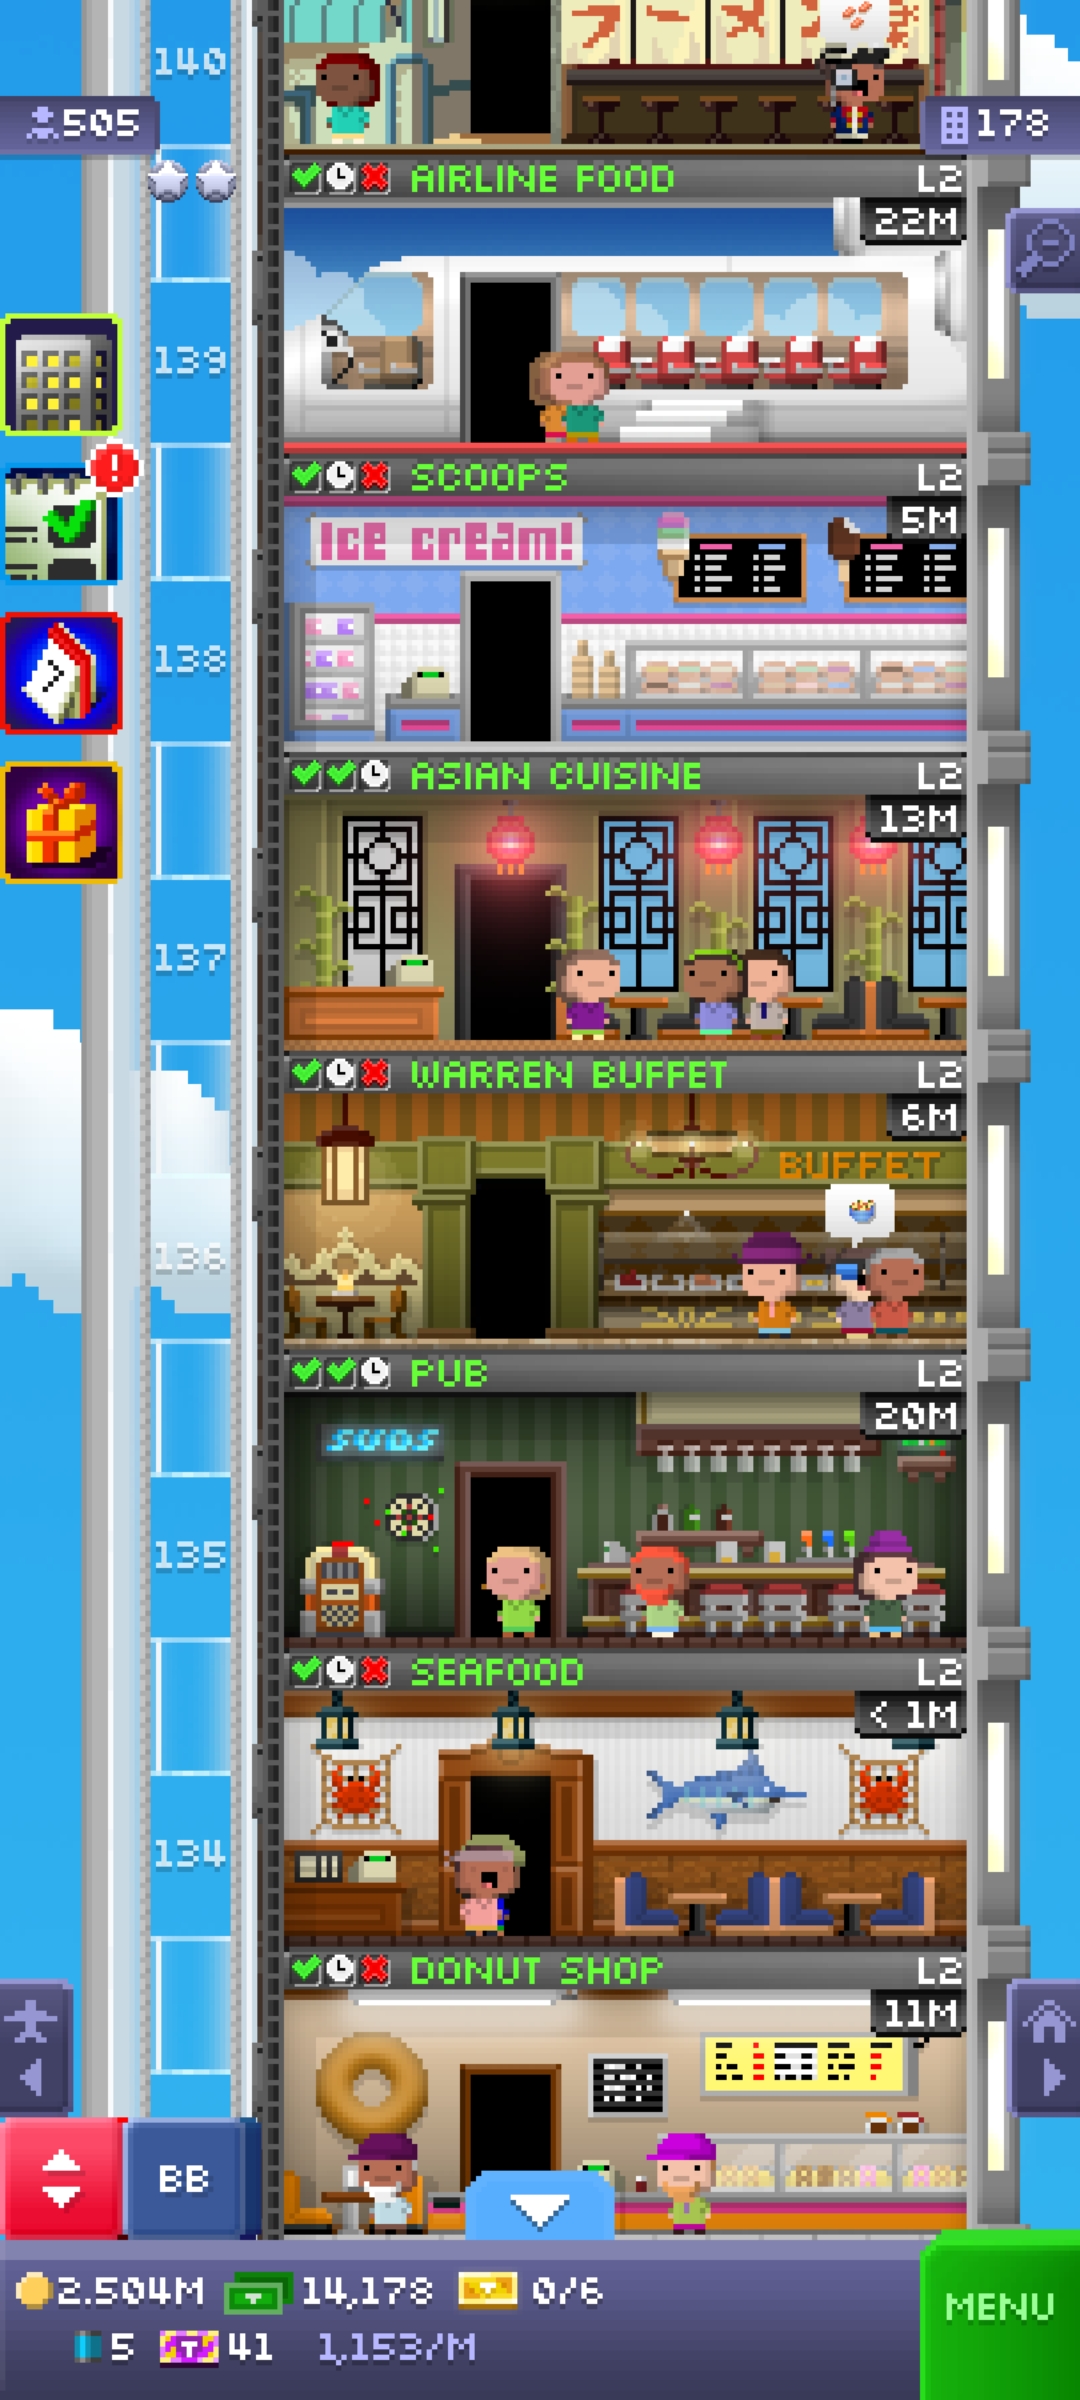 140
505
178
AIRLINE FOOD L2
22M
139
SCOOPS L2
5M
Ice cream!
138
ASIAN CUISINE L2
13M
137
WARREN BUFFET L2
6M
BUFFET
136
PUB L2
20M
SUDS
135
SEAFOOD L2
< 1M
134
DONUT SHOP L2
11M
BB
2.504M 14,178 0/6
MENU
5 41 1,153/M